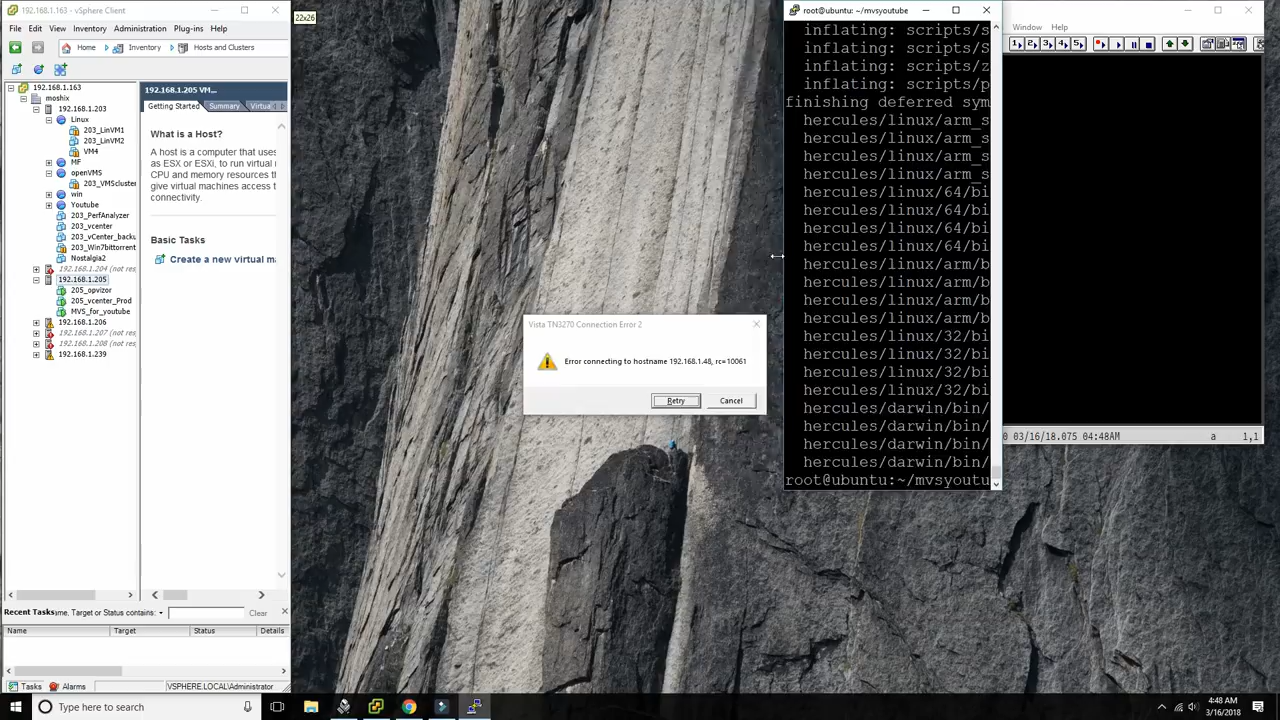 192.168.1.163 - vSphere Client
22x26
File Edit View Inventory Administration Plug-ins Help
Home Inventory Hosts and Clusters
192.168.1.163
moshix
192.168.1.203
Linux
203_LinVM1
203_LinVM2
VM4
MF
openVMS
203_VMScluster
win
Youtube
203_PerfAnalyzer
203_vcenter
203_vCenter_backu
203_Win7bittorrent
Nostalgia2
192.168.1.204 (not res
192.168.1.205
205_opvizor
205_vcenter_Prod
MVS_for_youtube
192.168.1.206
192.168.1.207 (not res
192.168.1.208 (not res
192.168.1.239
192.168.1.205 VM...
Getting Started Summary Virtua
What is a Host?
A host is a computer that uses
as ESX or ESXi, to run virtual
CPU and memory resources th
give virtual machines access t
connectivity.
Basic Tasks
Create a new virtual ma
Recent Tasks
me, Target or Status contains:
Clear
Name Target Status Details
Tasks Alarms VSPHERE.LOCAL\Administrator
Vista TN3270 Connection Error 2
Error connecting to hostname 192.168.1.48, rc=10061
Retry Cancel
root@ubuntu: ~/mvsyoutube
inflating: scripts/s
inflating: scripts/S
inflating: scripts/z
inflating: scripts/p
finishing deferred sym
hercules/linux/arm_s
hercules/linux/arm_s
hercules/linux/arm_s
hercules/linux/arm_s
hercules/linux/64/bi
hercules/linux/64/bi
hercules/linux/64/bi
hercules/linux/64/bi
hercules/linux/arm/b
hercules/linux/arm/b
hercules/linux/arm/b
hercules/linux/arm/b
hercules/linux/32/bi
hercules/linux/32/bi
hercules/linux/32/bi
hercules/linux/32/bi
hercules/darwin/bin/
hercules/darwin/bin/
hercules/darwin/bin/
hercules/darwin/bin/
root@ubuntu:~/mvsyoutu
Window Help
1 2 3 4 5
0 03/16/18.075 04:48AM a 1,1
Type here to search
4:48 AM
3/16/2018